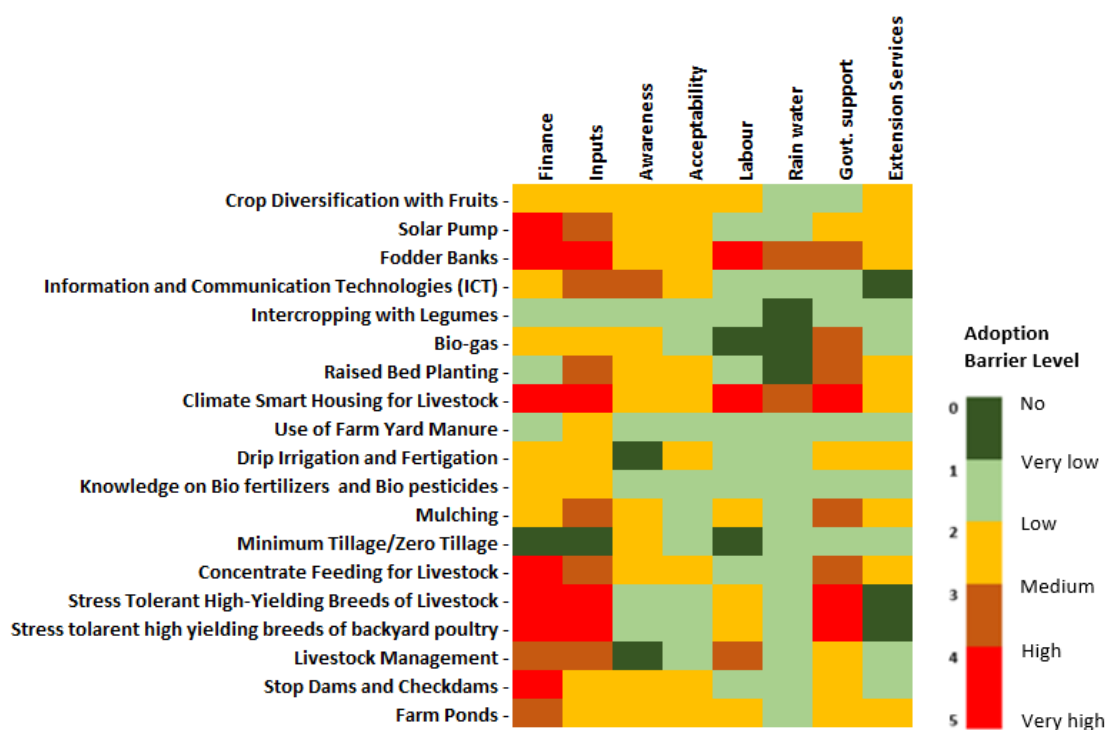 Finance
Inputs
Awareness
Acceptability
Labour
Rain water
Govt. support
Extension Services
Crop Diversification with Fruits -
Solar Pump -
Fodder Banks -
Information and Communication Technologies (ICT) -
Intercropping with Legumes -
Bio-gas -
Raised Bed Planting -
Climate Smart Housing for Livestock -
Use of Farm Yard Manure -
Drip Irrigation and Fertigation -
Knowledge on Bio fertilizers and Bio pesticides -
Mulching -
Minimum Tillage/Zero Tillage -
Concentrate Feeding for Livestock -
Stress Tolerant High-Yielding Breeds of Livestock -
Stress tolarent high yielding breeds of backyard poultry -
Livestock Management -
Stop Dams and Checkdams -
Farm Ponds -
Adoption
Barrier Level
0 No
1 Very low
2 Low
3 Medium
4 High
5 Very high